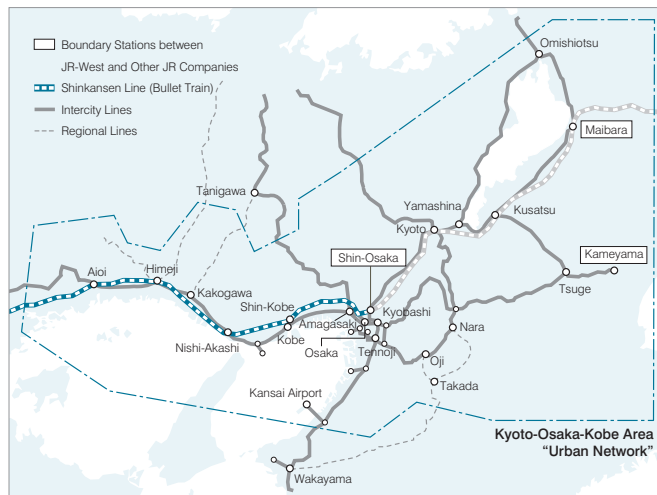 Boundary Stations between
JR-West and Other JR Companies
Shinkansen Line (Bullet Train)
Intercity Lines
Regional Lines
Omishiotsu
Maibara
Tanigawa
Yamashina
Kyoto
Kusatsu
Shin-Osaka
Kameyama
Aioi
Himeji
Tsuge
Kakogawa
Shin-Kobe
Amagasaki
Kyobashi
Kobe
Nara
Nishi-Akashi
Osaka
Tennoji
Oji
Takada
Kansai Airport
Kyoto-Osaka-Kobe Area
"Urban Network"
Wakayama